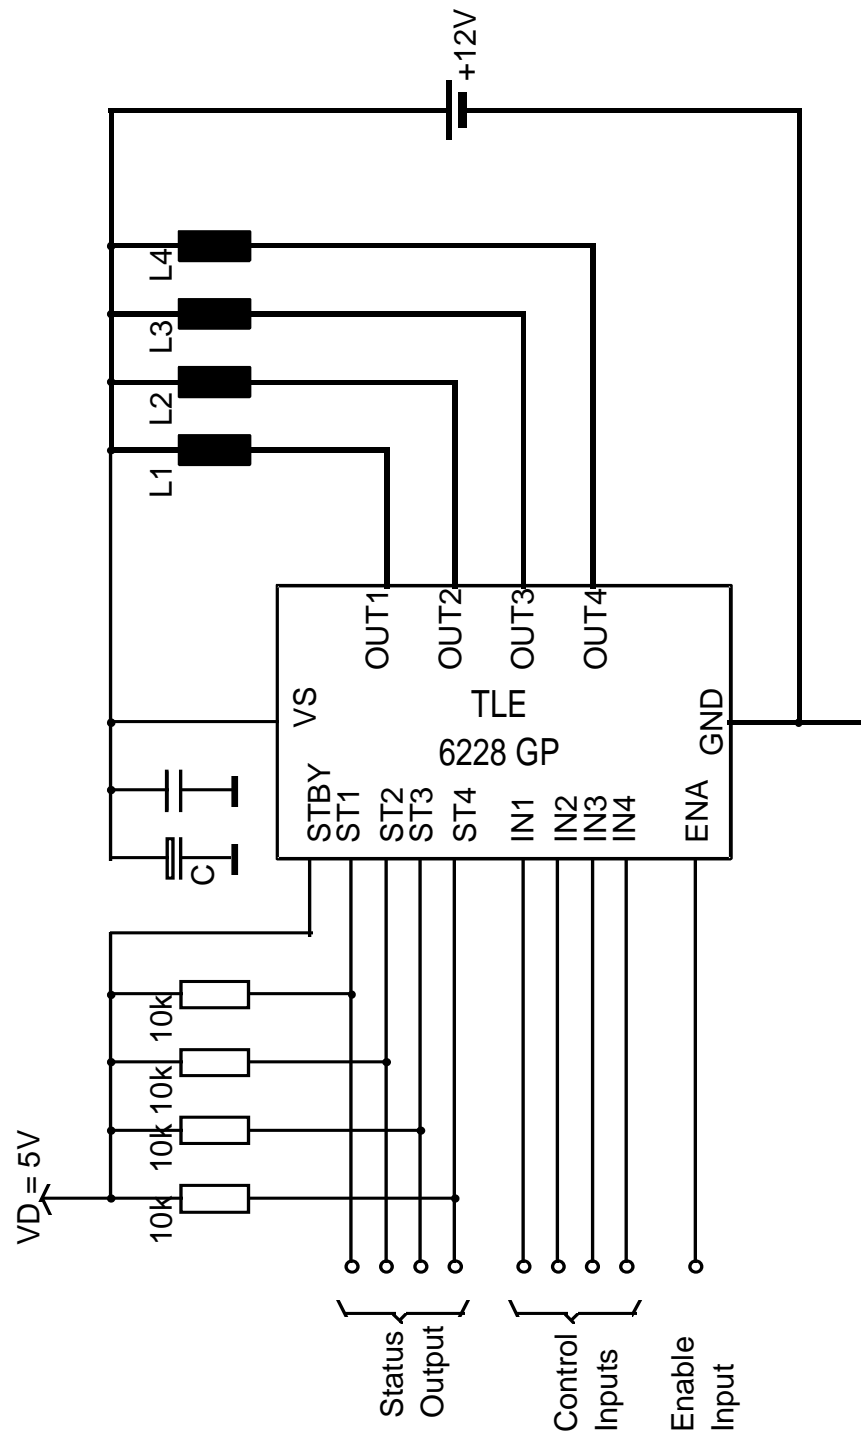 VD = 5V
10k
10k
10k
10k
C
L1
L2
L3
L4
+12V
STBY
ST1
ST2
ST3
ST4
IN1
IN2
IN3
IN4
ENA
VS
TLE
6228 GP
GND
OUT1
OUT2
OUT3
OUT4
Status
Output
Control
Inputs
Enable
Input